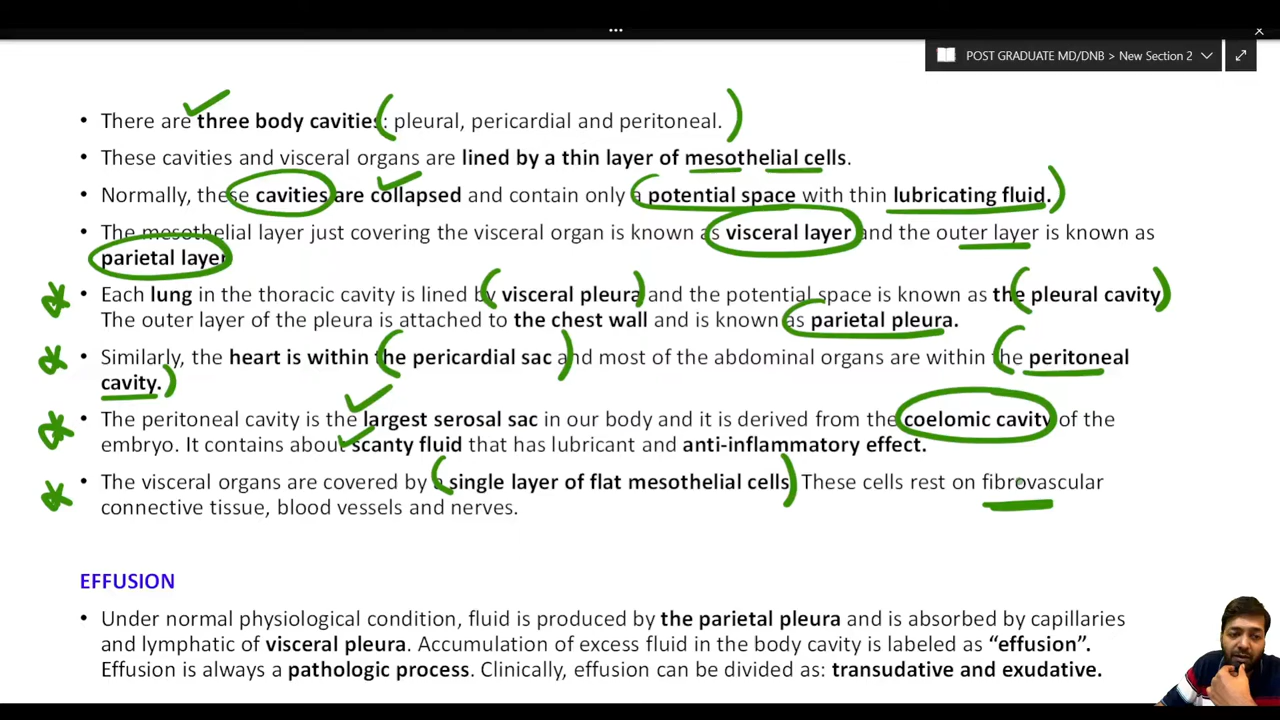 POST GRADUATE MD/DNB > New Section 2
• There are three body cavities: pleural, pericardial and peritoneal.
• These cavities and visceral organs are lined by a thin layer of mesothelial cells.
• Normally, these cavities are collapsed and contain only a potential space with thin lubricating fluid.
• The mesothelial layer just covering the visceral organ is known as visceral layer and the outer layer is known as
parietal layer
• Each lung in the thoracic cavity is lined by visceral pleura and the potential space is known as the pleural cavity
The outer layer of the pleura is attached to the chest wall and is known as parietal pleura.
• Similarly, the heart is within the pericardial sac and most of the abdominal organs are within the peritoneal
cavity.
• The peritoneal cavity is the largest serosal sac in our body and it is derived from the coelomic cavity of the
embryo. It contains about scanty fluid that has lubricant and anti-inflammatory effect.
• The visceral organs are covered by a single layer of flat mesothelial cells. These cells rest on fibrovascular
connective tissue, blood vessels and nerves.
EFFUSION
• Under normal physiological condition, fluid is produced by the parietal pleura and is absorbed by capillaries
and lymphatic of visceral pleura. Accumulation of excess fluid in the body cavity is labeled as “effusion”.
Effusion is always a pathologic process. Clinically, effusion can be divided as: transudative and exudative.